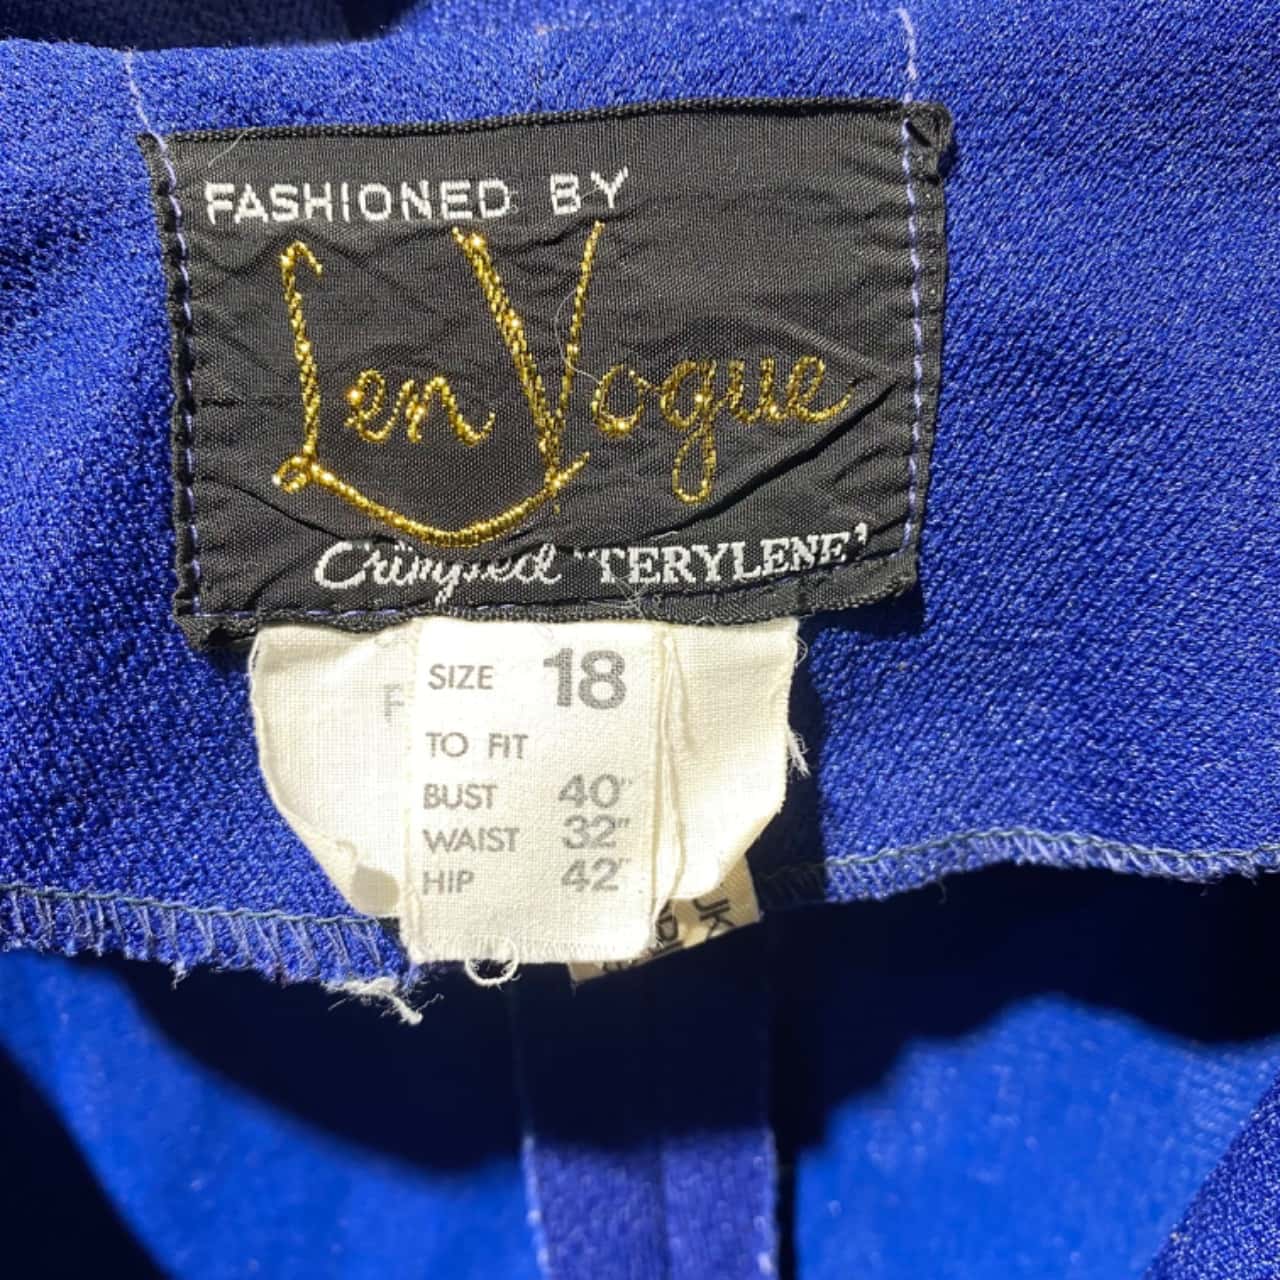 FASHIONED BY
Len Vogue
Crimped 'TERYLENE'
SIZE 18
TO FIT
BUST 40"
WAIST 32"
HIP 42"